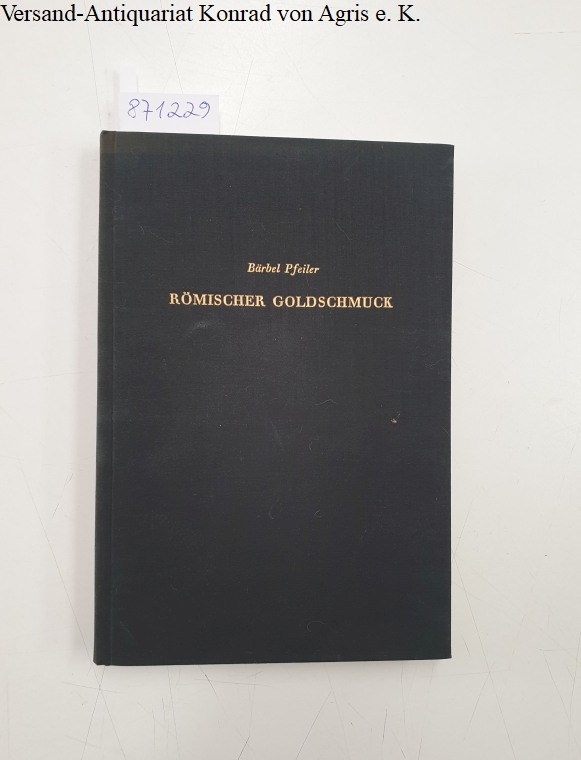 Versand-Antiquariat Konrad von Agris e. K.
871229
Bärbel Pfeiler
RÖMISCHER GOLDSCHMUCK